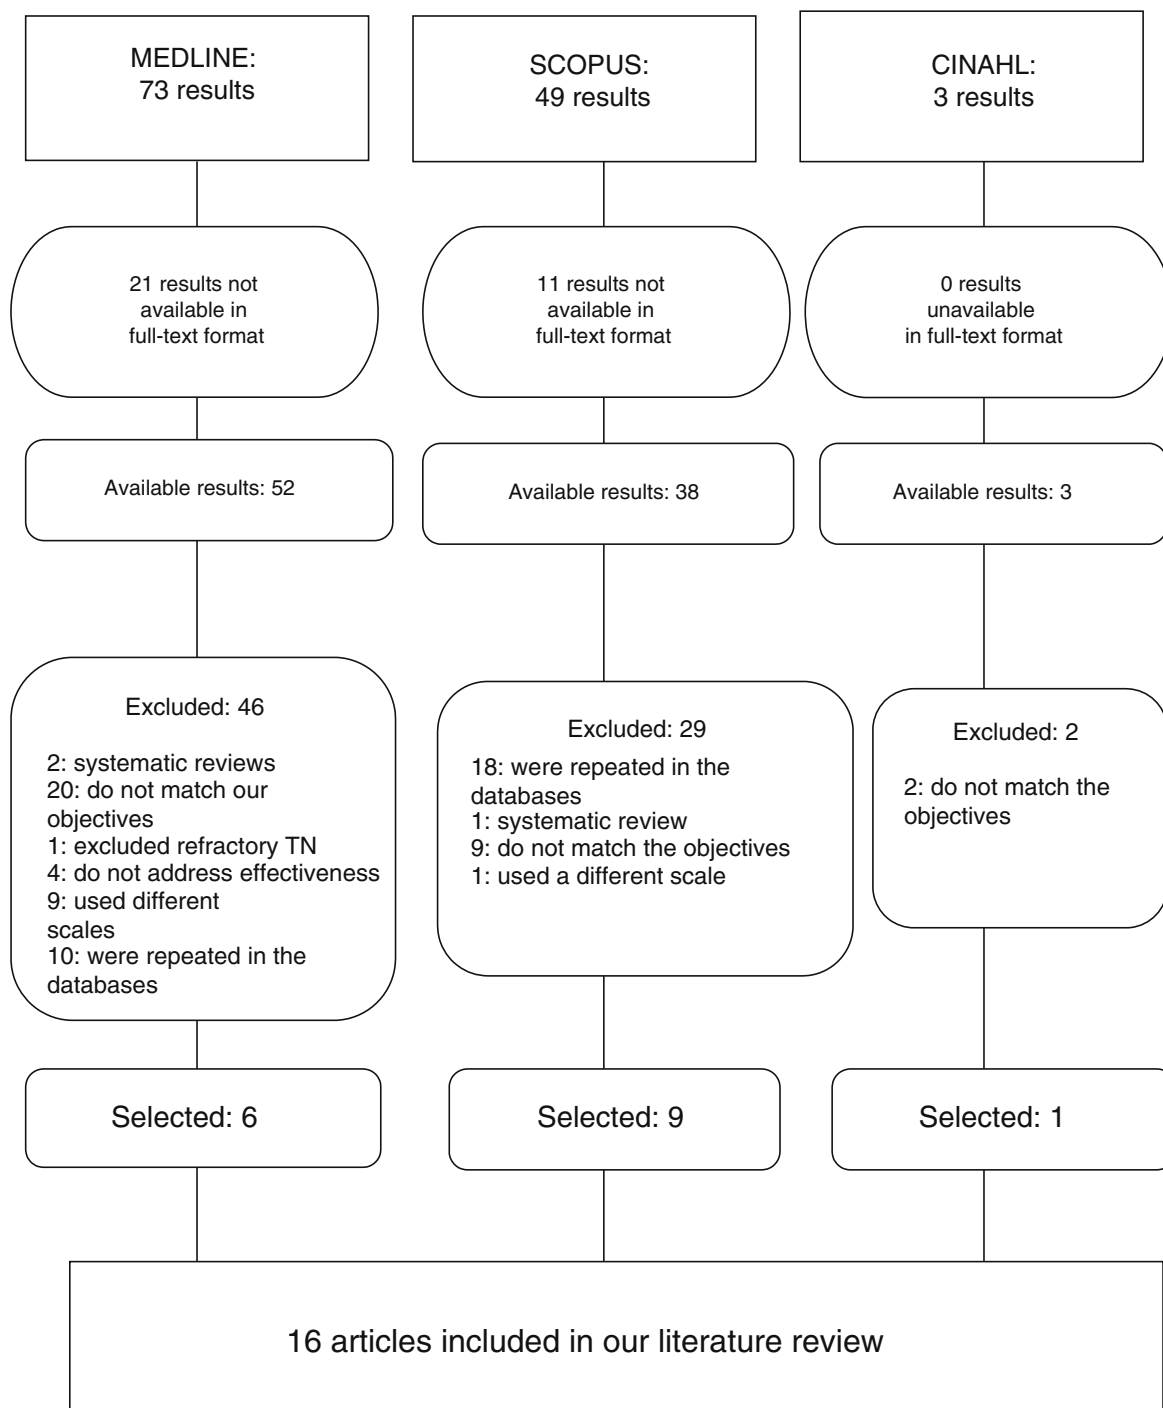 MEDLINE:
73 results
SCOPUS:
49 results
CINAHL:
3 results
21 results not
available in
full-text format
11 results not
available in
full-text format
0 results
unavailable
in full-text format
Available results: 52
Available results: 38
Available results: 3
Excluded: 46
2: systematic reviews
20: do not match our
objectives
1: excluded refractory TN
4: do not address effectiveness
9: used different
scales
10: were repeated in the
databases
Excluded: 29
18: were repeated in the
databases
1: systematic review
9: do not match the objectives
1: used a different scale
Excluded: 2
2: do not match the
objectives
Selected: 6
Selected: 9
Selected: 1
16 articles included in our literature review